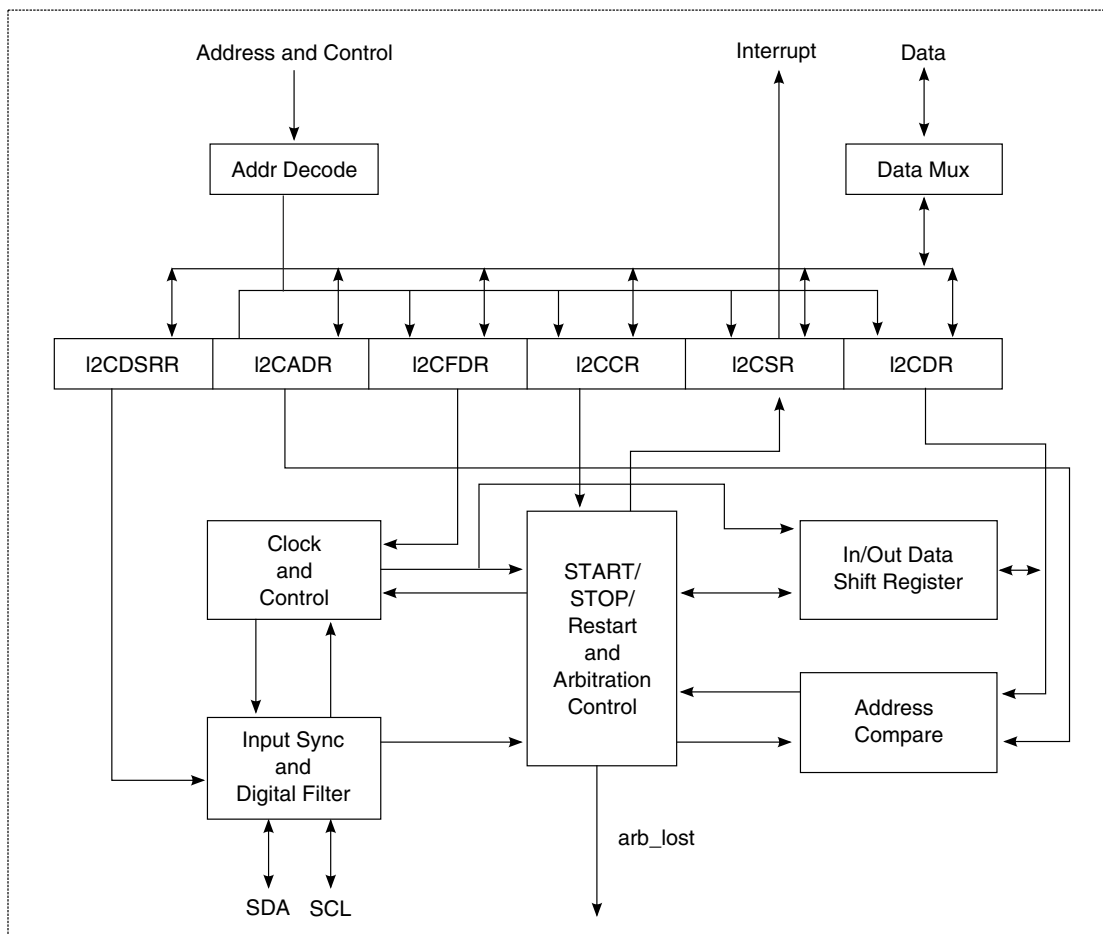 Address and Control
Interrupt
Data
Addr Decode
Data Mux
I2CDSRR
I2CADR
I2CFDR
I2CCR
I2CSR
I2CDR
Clock
and
Control
START/
STOP/
Restart
and
Arbitration
Control
In/Out Data
Shift Register
Input Sync
and
Digital Filter
Address
Compare
arb_lost
SDA
SCL